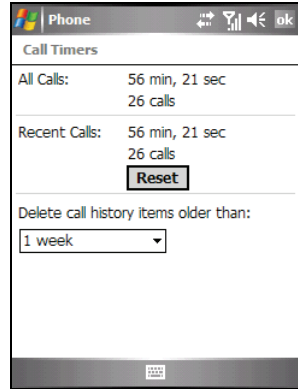 Phone
ok
Call Timers
All Calls: 56 min, 21 sec
26 calls
Recent Calls: 56 min, 21 sec
26 calls
Reset
Delete call history items older than:
1 week